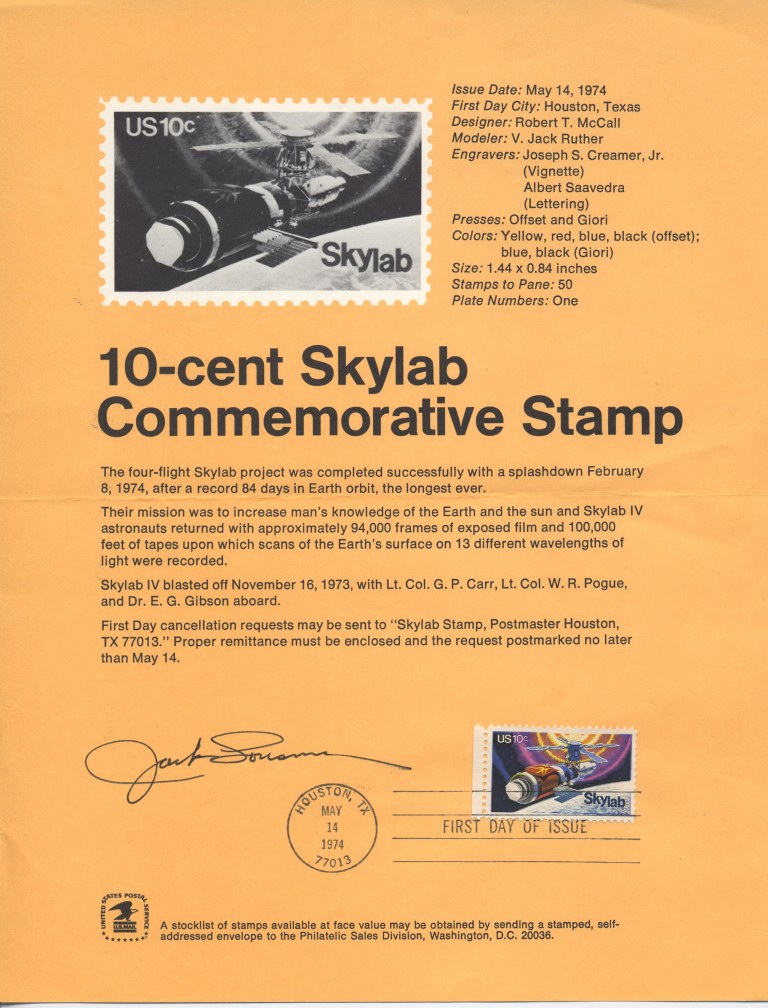 US 10c
Skylab
Issue Date: May 14, 1974
First Day City: Houston, Texas
Designer: Robert T. McCall
Modeler: V. Jack Ruther
Engravers: Joseph S. Creamer, Jr.
(Vignette)
Albert Saavedra
(Lettering)
Presses: Offset and Giori
Colors: Yellow, red, blue, black (offset);
blue, black (Giori)
Size: 1.44 x 0.84 inches
Stamps to Pane: 50
Plate Numbers: One
10-cent Skylab
Commemorative Stamp
The four-flight Skylab project was completed successfully with a splashdown February
8, 1974, after a record 84 days in Earth orbit, the longest ever.
Their mission was to increase man's knowledge of the Earth and the sun and Skylab IV
astronauts returned with approximately 94,000 frames of exposed film and 100,000
feet of tapes upon which scans of the Earth's surface on 13 different wavelengths of
light were recorded.
Skylab IV blasted off November 16, 1973, with Lt. Col. G. P. Carr, Lt. Col. W. R. Pogue,
and Dr. E. G. Gibson aboard.
First Day cancellation requests may be sent to "Skylab Stamp, Postmaster Houston,
TX 77013." Proper remittance must be enclosed and the request postmarked no later
than May 14.
Jack Lousma
US 10c
Skylab
HOUSTON, TX
MAY
14
1974
77013
FIRST DAY OF ISSUE
UNITED STATES POSTAL SERVICE
U.S.MAIL
A stocklist of stamps available at face value may be obtained by sending a stamped, self-
addressed envelope to the Philatelic Sales Division, Washington, D.C. 20036.